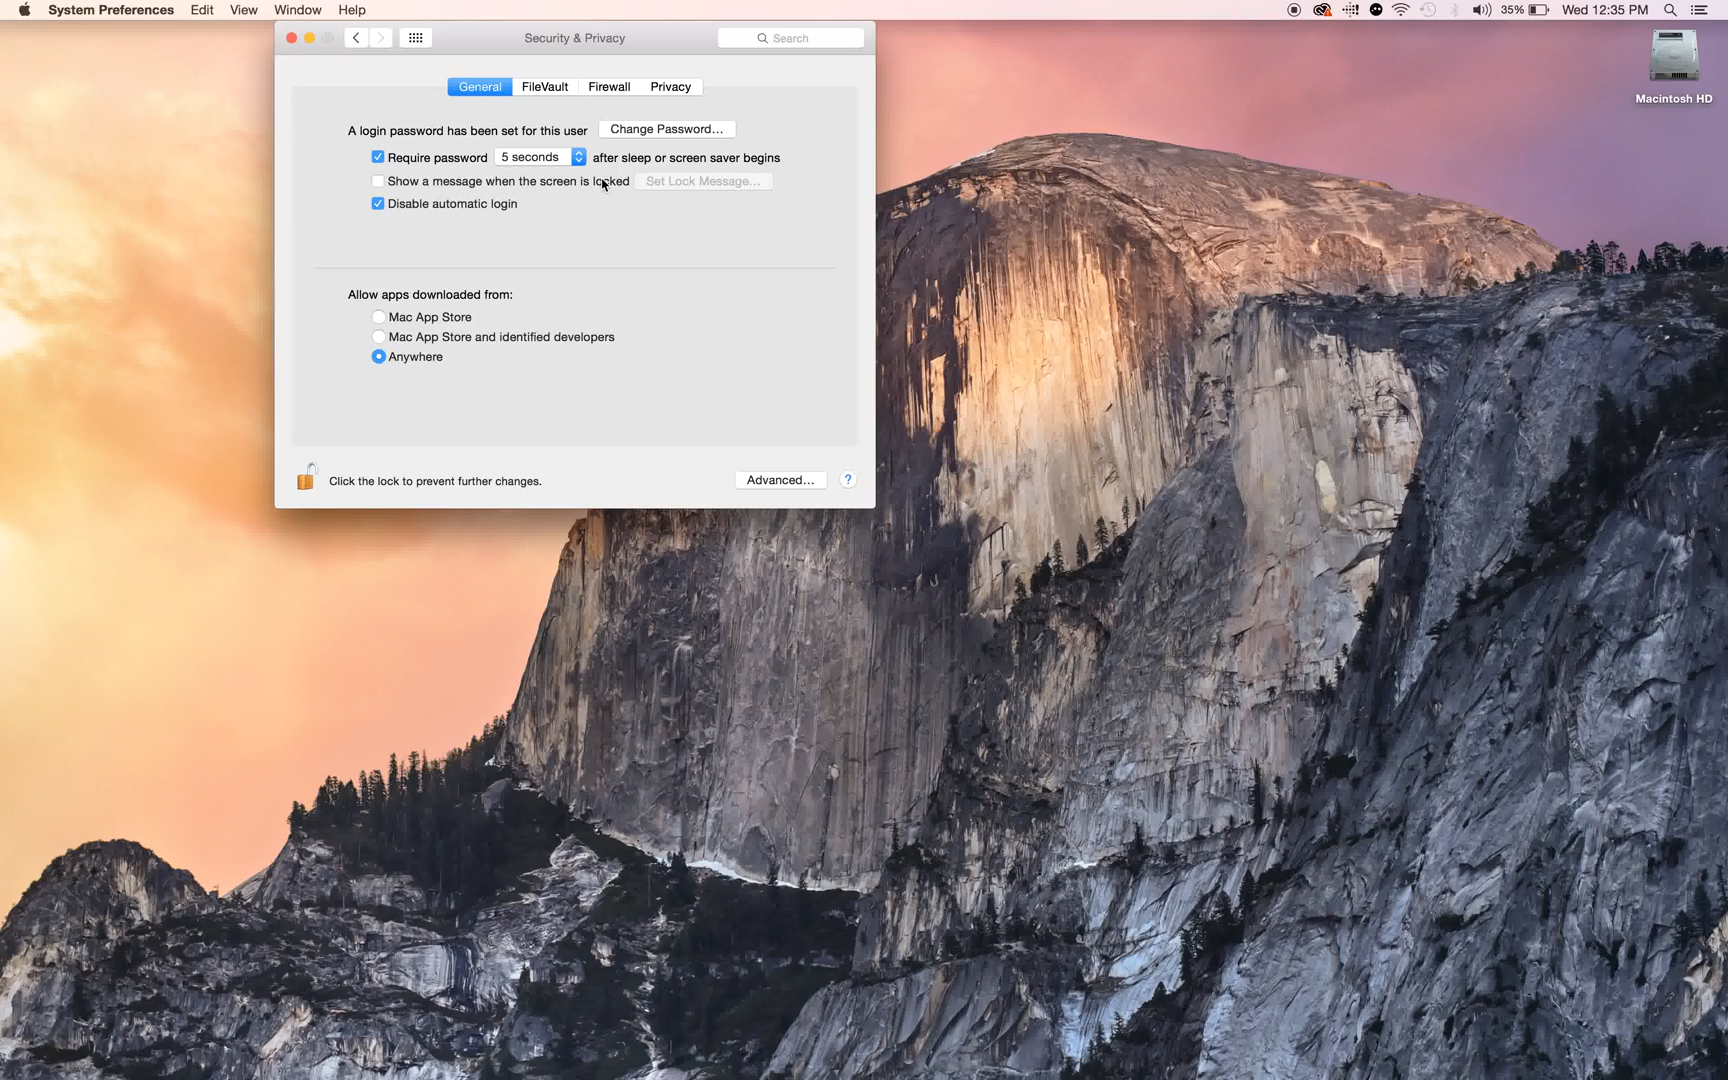 System Preferences Edit View Window Help 35% Wed 12:35 PM
Security & Privacy Search
Macintosh HD
General FileVault Firewall Privacy
A login password has been set for this user Change Password...
Require password 5 seconds after sleep or screen saver begins
Show a message when the screen is locked Set Lock Message...
Disable automatic login
Allow apps downloaded from:
Mac App Store
Mac App Store and identified developers
Anywhere
Click the lock to prevent further changes. Advanced... ?